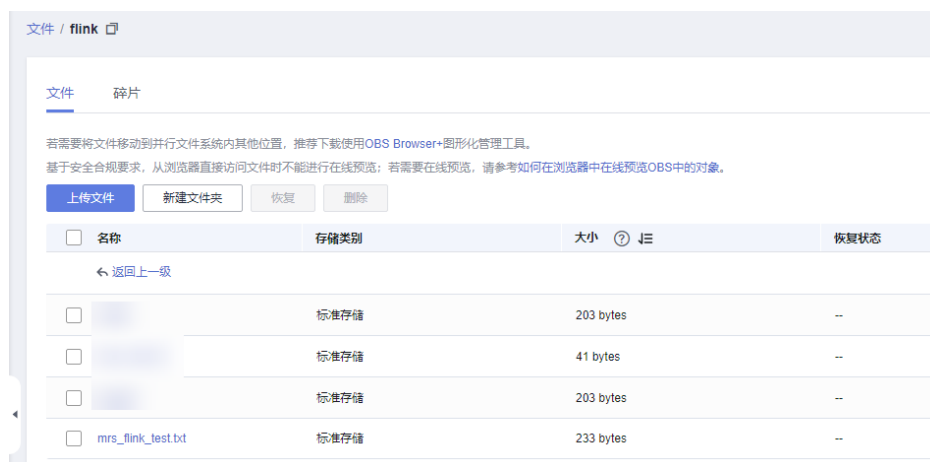 文件 / flink
文件 碎片
若需要将文件移动到并行文件系统内其他位置，推荐下载使用OBS Browser+图形化管理工具。
基于安全合规要求，从浏览器直接访问文件时不能进行在线预览；若需要在线预览，请参考如何在浏览器中在线预览OBS中的对象。
上传文件 新建文件夹 恢复 删除
名称 存储类别 大小 ? 恢复状态
返回上一级
标准存储 203 bytes --
标准存储 41 bytes --
标准存储 203 bytes --
mrs_flink_test.txt 标准存储 233 bytes --